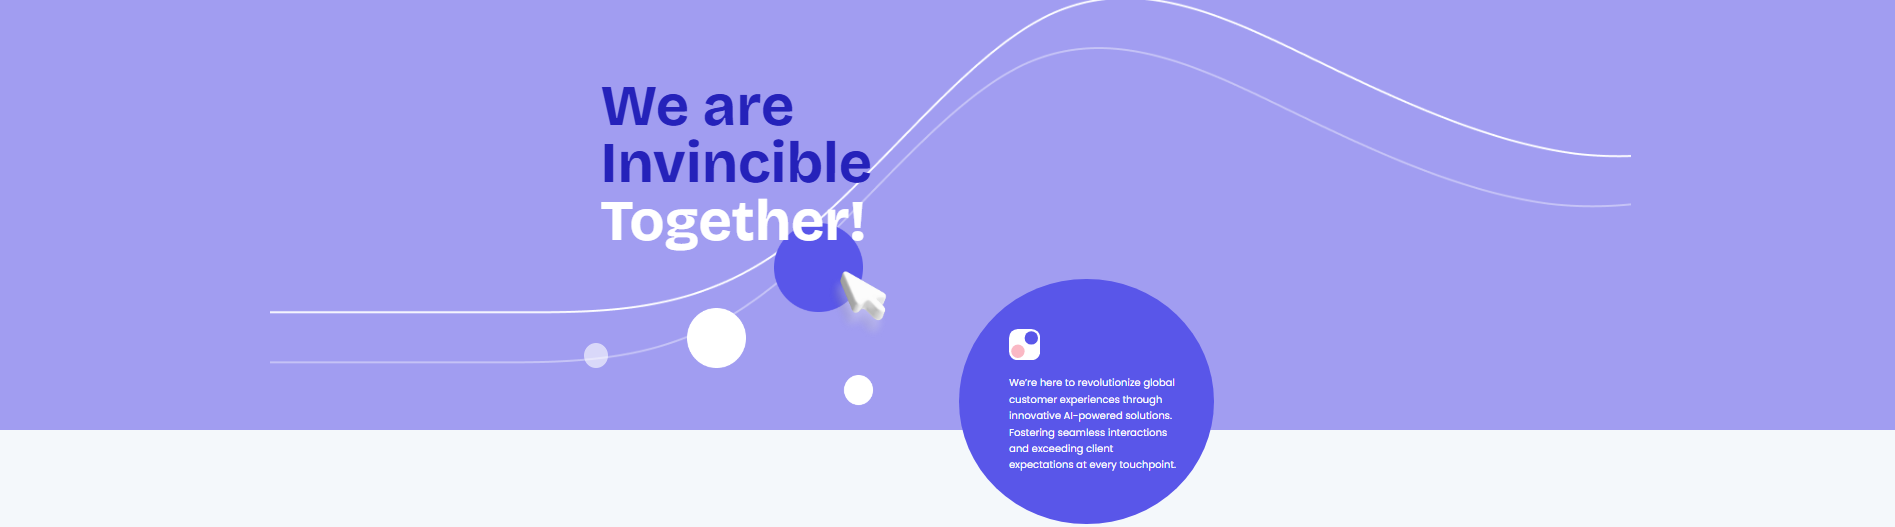 We are
Invincible
Together!
We're here to revolutionize global
customer experiences through
innovative AI-powered solutions.
Fostering seamless interactions
and exceeding client
expectations at every touchpoint.